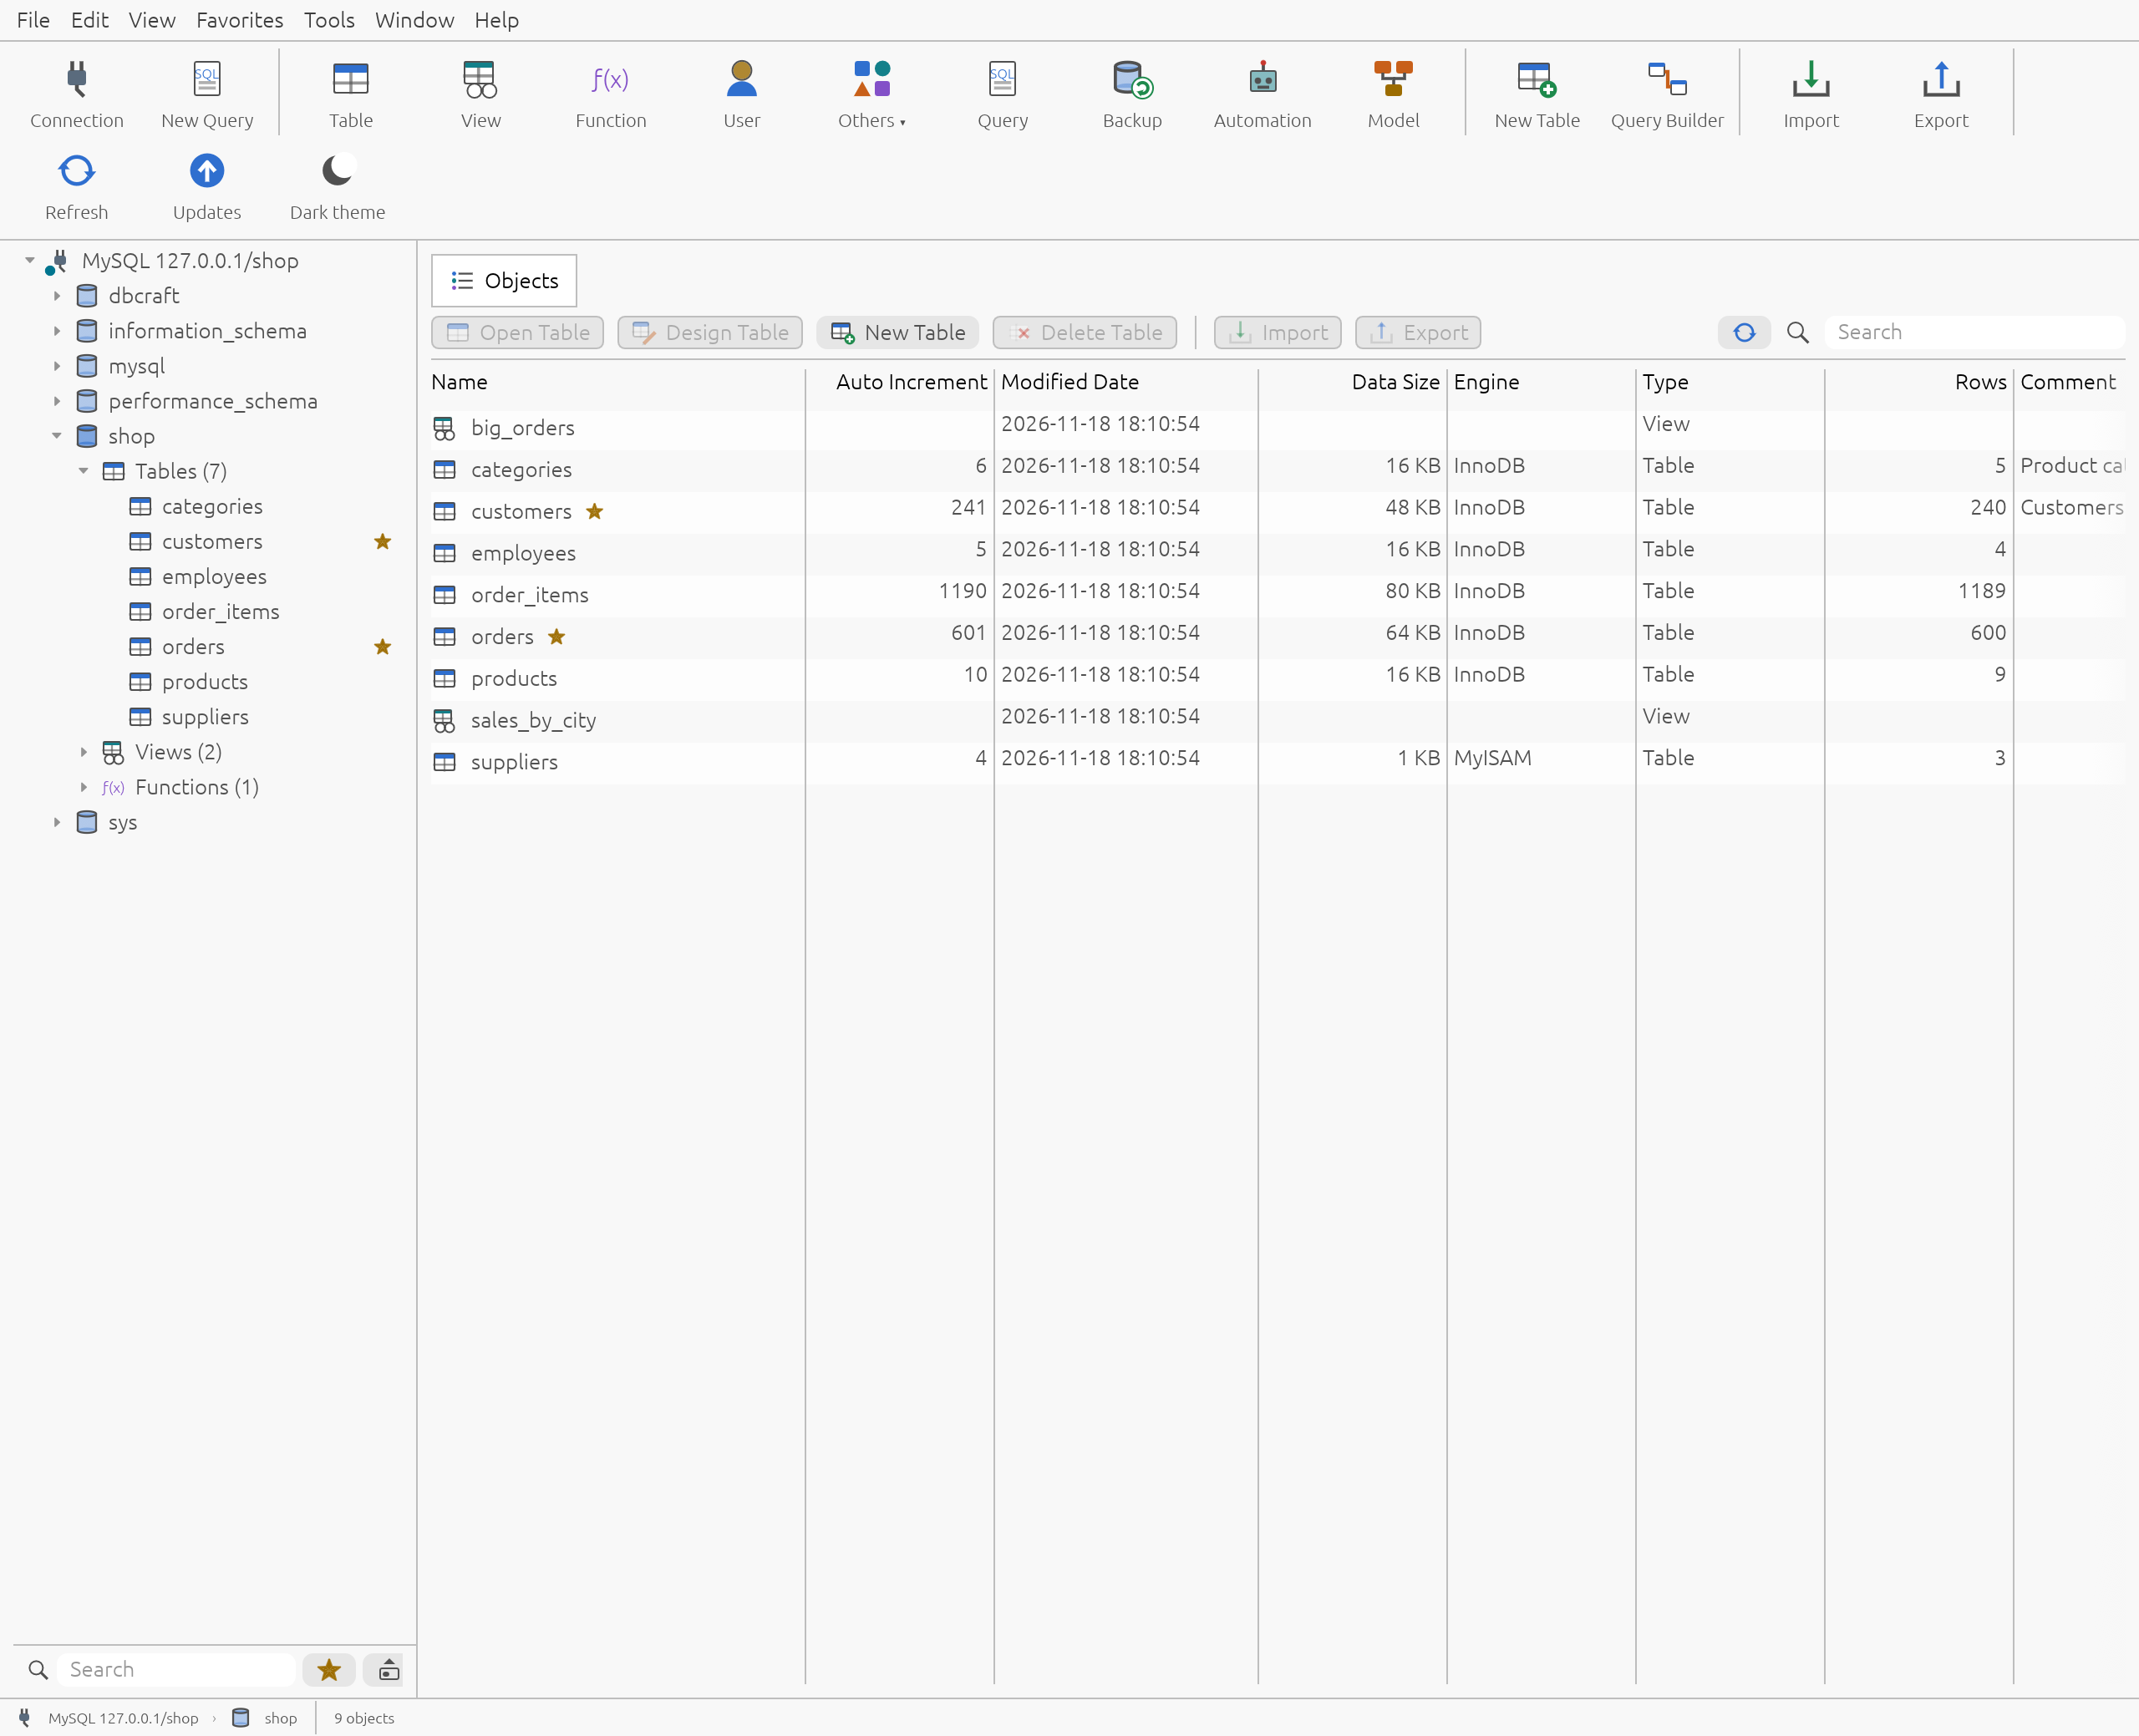 File Edit View Favorites Tools Window Help
Connection New Query Table View Function User Others ▾ Query Backup Automation Model New Table Query Builder Import Export
Refresh Updates Dark theme
MySQL 127.0.0.1/shop
dbcraft
information_schema
mysql
performance_schema
shop
Tables (7)
categories
customers
employees
order_items
orders
products
suppliers
Views (2)
Functions (1)
sys
Search
Objects
Open Table Design Table New Table Delete Table Import Export Search
Name Auto Increment Modified Date Data Size Engine Type Rows Comment
big_orders 2026-11-18 18:10:54 View
categories 6 2026-11-18 18:10:54 16 KB InnoDB Table 5 Product cat
customers 241 2026-11-18 18:10:54 48 KB InnoDB Table 240 Customers
employees 5 2026-11-18 18:10:54 16 KB InnoDB Table 4
order_items 1190 2026-11-18 18:10:54 80 KB InnoDB Table 1189
orders 601 2026-11-18 18:10:54 64 KB InnoDB Table 600
products 10 2026-11-18 18:10:54 16 KB InnoDB Table 9
sales_by_city 2026-11-18 18:10:54 View
suppliers 4 2026-11-18 18:10:54 1 KB MyISAM Table 3
MySQL 127.0.0.1/shop › shop 9 objects